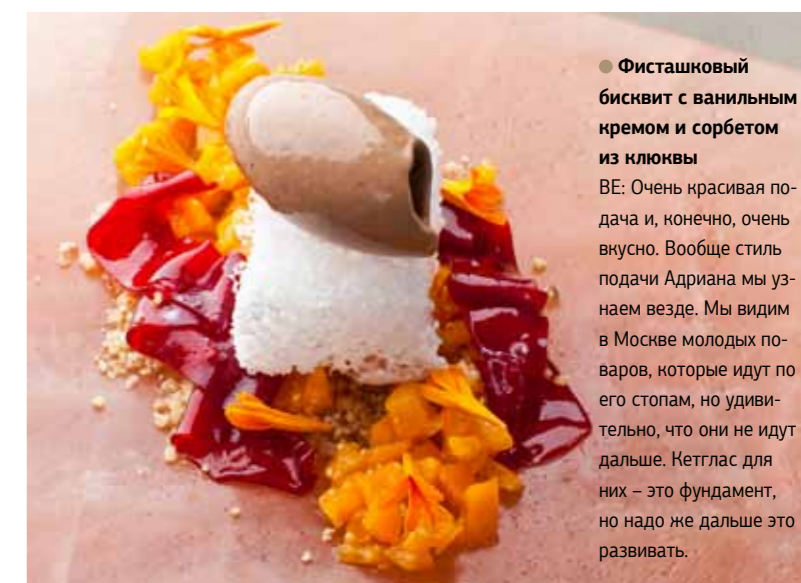 Фисташковый
бисквит с ванильным
кремом и сорбетом
из клюквы
ВЕ: Очень красивая по-
дача и, конечно, очень
вкусно. Вообще стиль
подачи Адриана мы уз-
наем везде. Мы видим
в Москве молодых по-
варов, которые идут по
его стопам, но удиви-
тельно, что они не идут
дальше. Кетглас для
них – это фундамент,
но надо же дальше это
развивать.